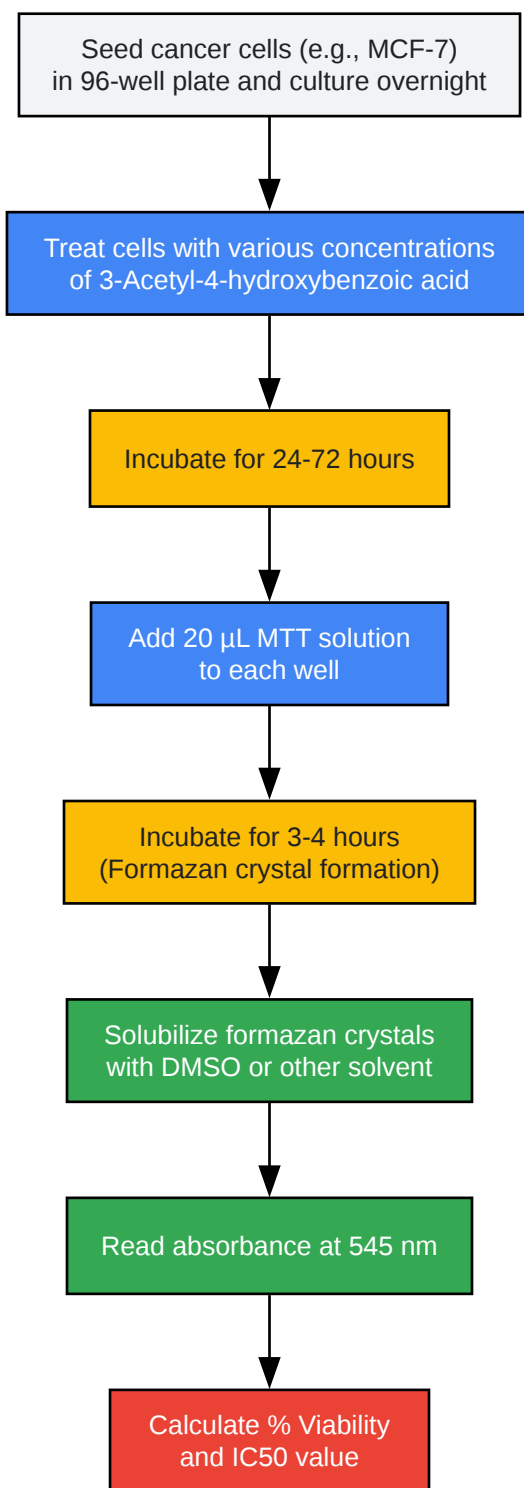 Seed cancer cells (e.g., MCF-7)
in 96-well plate and culture overnight
Treat cells with various concentrations
of 3-Acetyl-4-hydroxybenzoic acid
Incubate for 24-72 hours
Add 20 µL MTT solution
to each well
Incubate for 3-4 hours
(Formazan crystal formation)
Solubilize formazan crystals
with DMSO or other solvent
Read absorbance at 545 nm
Calculate % Viability
and IC50 value